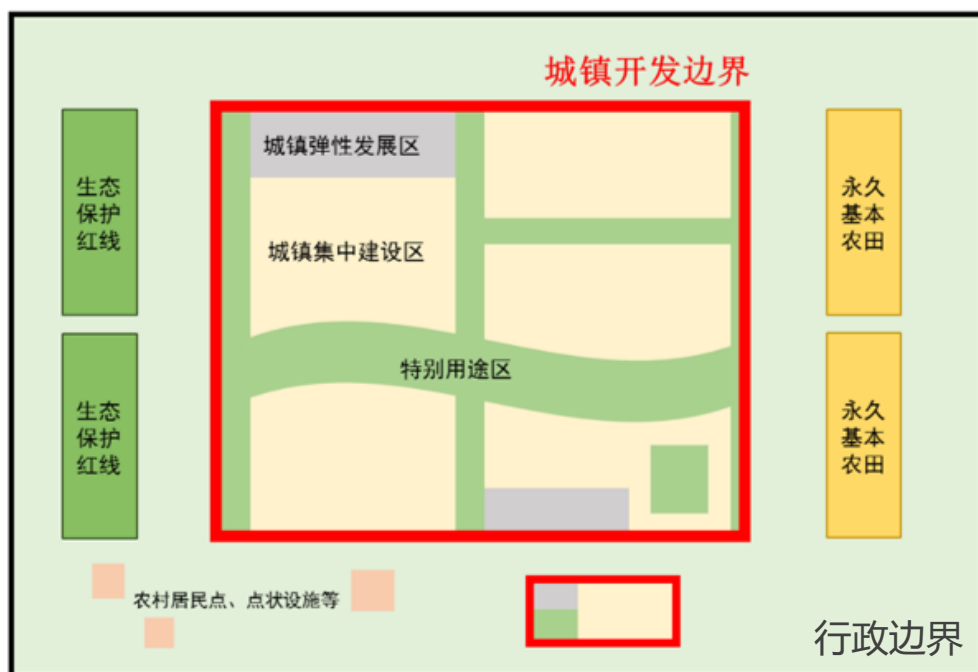 城镇开发边界
城镇弹性发展区
生态
保护
红线
永久
基本
农田
城镇集中建设区
特别用途区
生态
保护
红线
永久
基本
农田
农村居民点、点状设施等
行政边界